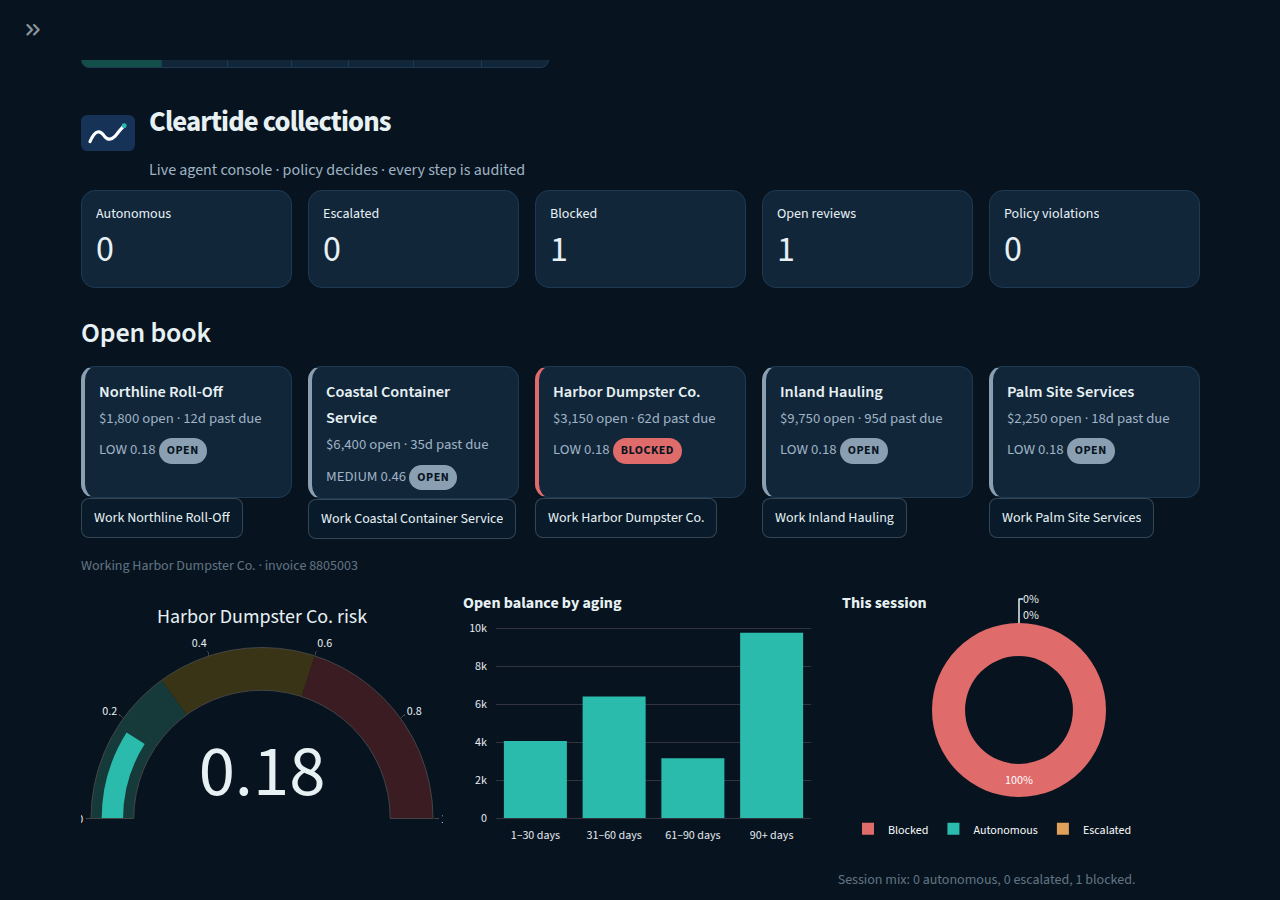 Cleartide collections
Live agent console · policy decides · every step is audited
Autonomous
0
Escalated
0
Blocked
1
Open reviews
1
Policy violations
0
Open book
Northline Roll-Off
$1,800 open · 12d past due
LOW 0.18 OPEN
Work Northline Roll-Off
Coastal Container
Service
$6,400 open · 35d past due
MEDIUM 0.46 OPEN
Work Coastal Container Service
Harbor Dumpster Co.
$3,150 open · 62d past due
LOW 0.18 BLOCKED
Work Harbor Dumpster Co.
Inland Hauling
$9,750 open · 95d past due
LOW 0.18 OPEN
Work Inland Hauling
Palm Site Services
$2,250 open · 18d past due
LOW 0.18 OPEN
Work Palm Site Services
Working Harbor Dumpster Co. · invoice 8805003
Harbor Dumpster Co. risk
0.2
0.4
0.6
0.8
0.18
Open balance by aging
10k
8k
6k
4k
2k
0
1–30 days
31–60 days
61–90 days
90+ days
This session
0%
0%
100%
Blocked
Autonomous
Escalated
Session mix: 0 autonomous, 0 escalated, 1 blocked.